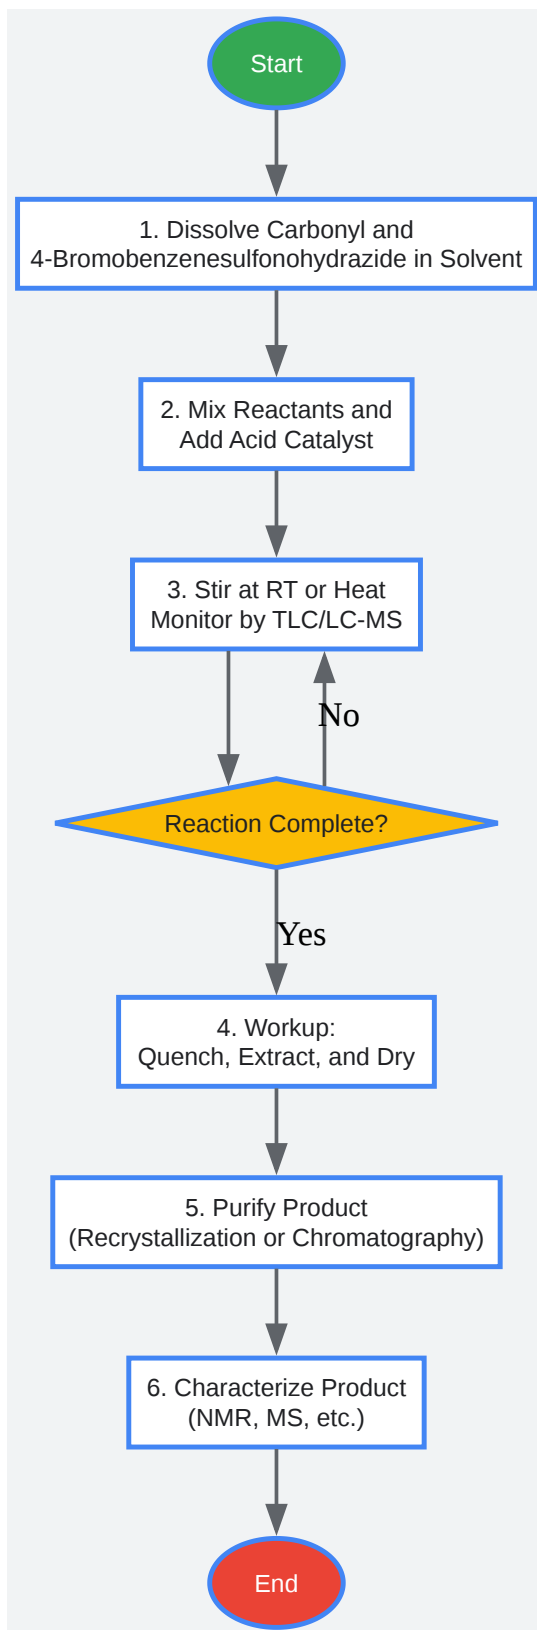 Start
1. Dissolve Carbonyl and
4-Bromobenzenesulfonohydrazide in Solvent
2. Mix Reactants and
Add Acid Catalyst
3. Stir at RT or Heat
Monitor by TLC/LC-MS
No
Reaction Complete?
Yes
4. Workup:
Quench, Extract, and Dry
5. Purify Product
(Recrystallization or Chromatography)
6. Characterize Product
(NMR, MS, etc.)
End